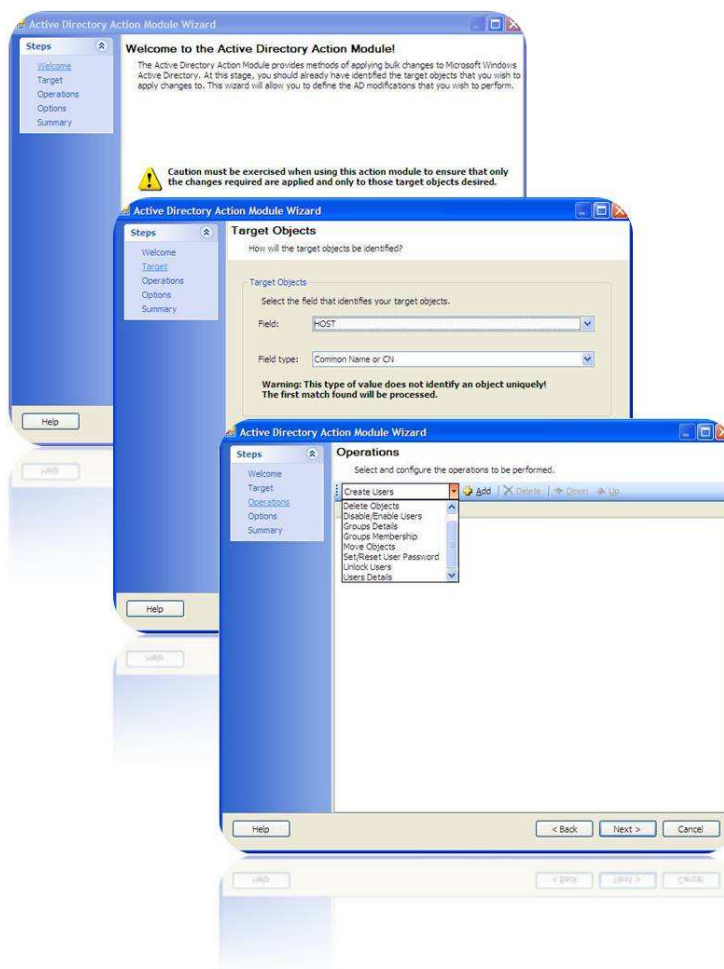 Active Directory Action Module Wizard
Steps
Welcome
Target
Operations
Options
Summary
Welcome to the Active Directory Action Module!
The Active Directory Action Module provides methods of applying bulk changes to Microsoft Windows
Active Directory. At this stage, you should already have identified the target objects that you wish to
apply changes to. This wizard will allow you to define the AD modifications that you wish to perform.
Caution must be exercised when using this action module to ensure that only
the changes required are applied and only to those target objects desired.
Help
Active Directory Action Module Wizard
Steps
Welcome
Target
Operations
Options
Summary
Target Objects
How will the target objects be identified?
Target Objects
Select the field that identifies your target objects.
Field: HOST
Field type: Common Name or CN
Warning: This type of value does not identify an object uniquely!
The first match found will be processed.
Help
Active Directory Action Module Wizard
Steps
Welcome
Target
Operations
Options
Summary
Operations
Select and configure the operations to be performed.
Create Users Add Delete Down Up
Delete Objects
Disable/Enable Users
Groups Details
Groups Membership
Move Objects
Set/Reset User Password
Unlock Users
Users Details
Help < Back Next > Cancel
Help < Back Next > Cancel